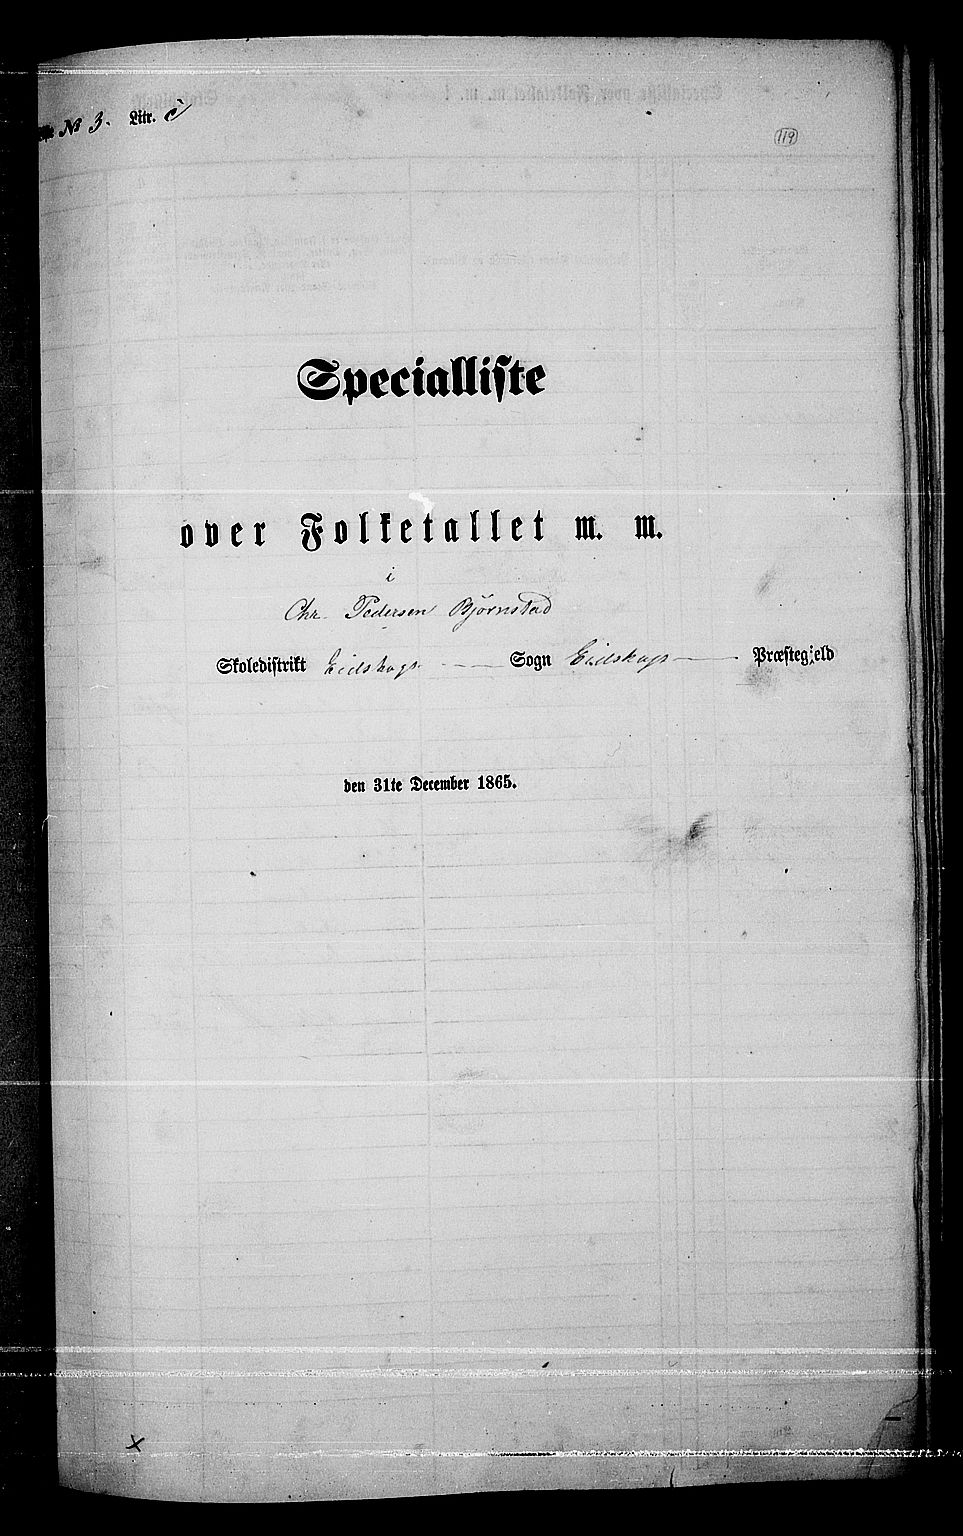 № 3. Litr. c
119
Specialliste
over Folketallet m. m.
i
Chr. Pedersen Bjørnstad
Skoledistrikt Eidskogs Sogn Eidskogs Præstegjeld
den 31te December 1865.